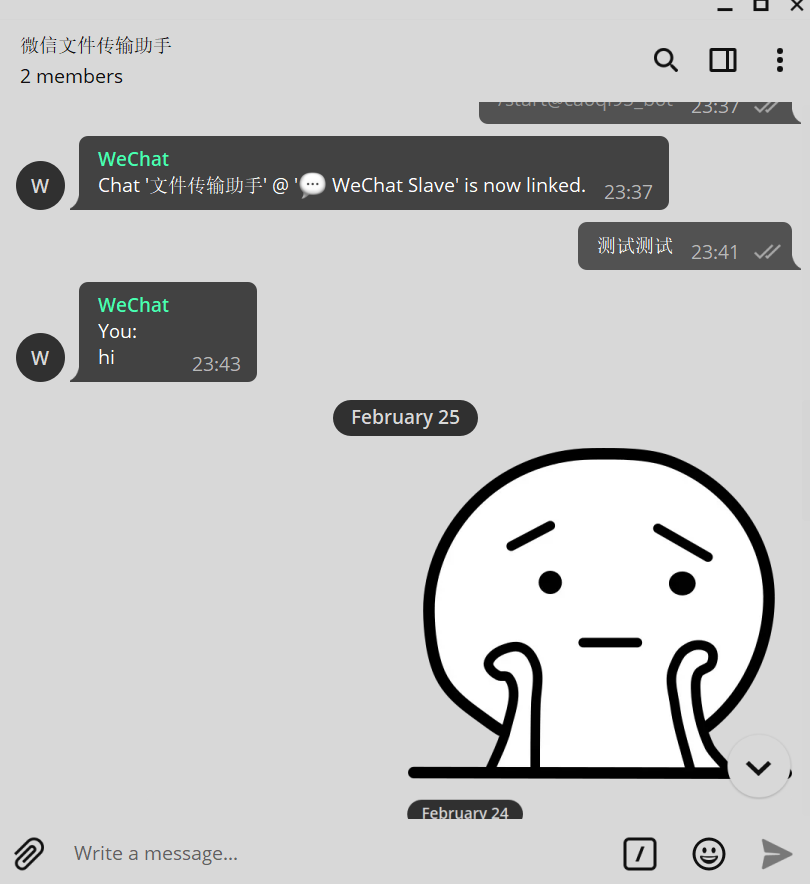 微信文件传输助手
2 members
23:37
WeChat
Chat '文件传输助手' @ '💬 WeChat Slave' is now linked.
23:37
测试测试
23:41
WeChat
You:
hi
23:43
February 25
February 24
Write a message...